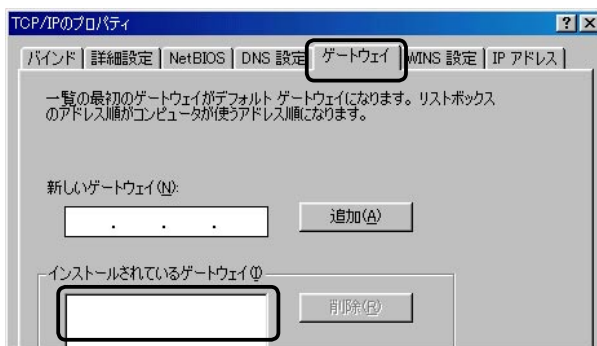 TCP/IPのプロパティ
バインド 詳細設定 NetBIOS DNS 設定 ゲートウェイ WINS 設定 IP アドレス
一覧の最初のゲートウェイがデフォルト ゲートウェイになります。リストボックス
のアドレス順がコンピュータが使うアドレス順になります。
新しいゲートウェイ(N):
. . .
追加(A)
インストールされているゲートウェイ(I)
削除(R)